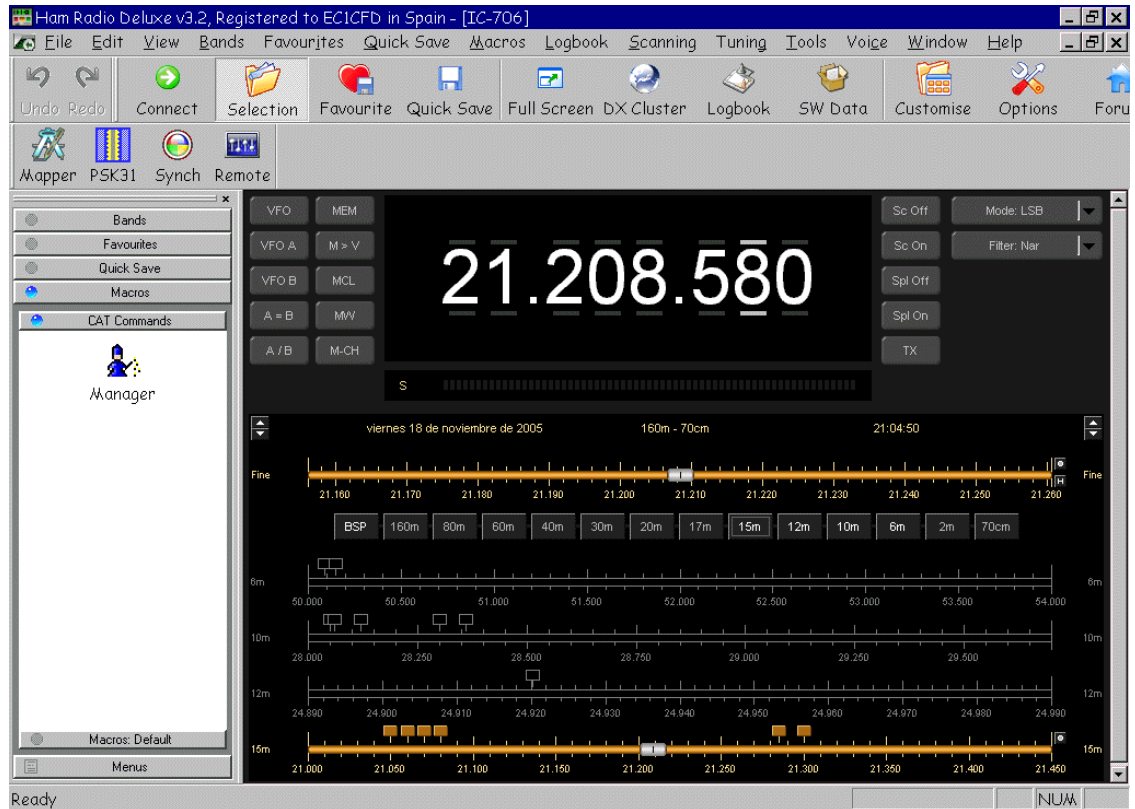 Ham Radio Deluxe v3.2, Registered to EC1CFD in Spain - [IC-706]
File Edit View Bands Favourites Quick Save Macros Logbook Scanning Tuning Tools Voice Window Help
Undo Redo Connect Selection Favourite Quick Save Full Screen DX Cluster Logbook SW Data Customise Options Foru
Mapper PSK31 Synch Remote
Bands
Favourites
Quick Save
Macros
CAT Commands
Manager
Macros: Default
Menus
VFO MEM
VFO A M > V
VFO B MCL
A = B MW
A / B M-CH
21.208.580
S
Sc Off Mode: LSB
Sc On Filter: Nar
Spl Off
Spl On
TX
viernes 18 de noviembre de 2005 160m - 70cm 21:04:50
Fine Fine
H
21.160 21.170 21.180 21.190 21.200 21.210 21.220 21.230 21.240 21.250 21.260
BSP 160m 80m 60m 40m 30m 20m 17m 15m 12m 10m 6m 2m 70cm
6m 6m
50.000 50.500 51.000 51.500 52.000 52.500 53.000 53.500 54.000
10m 10m
28.000 28.250 28.500 28.750 29.000 29.250 29.500
12m 12m
24.890 24.900 24.910 24.920 24.930 24.940 24.950 24.960 24.970 24.980 24.990
15m 15m
21.000 21.050 21.100 21.150 21.200 21.250 21.300 21.350 21.400 21.450
Ready NUM